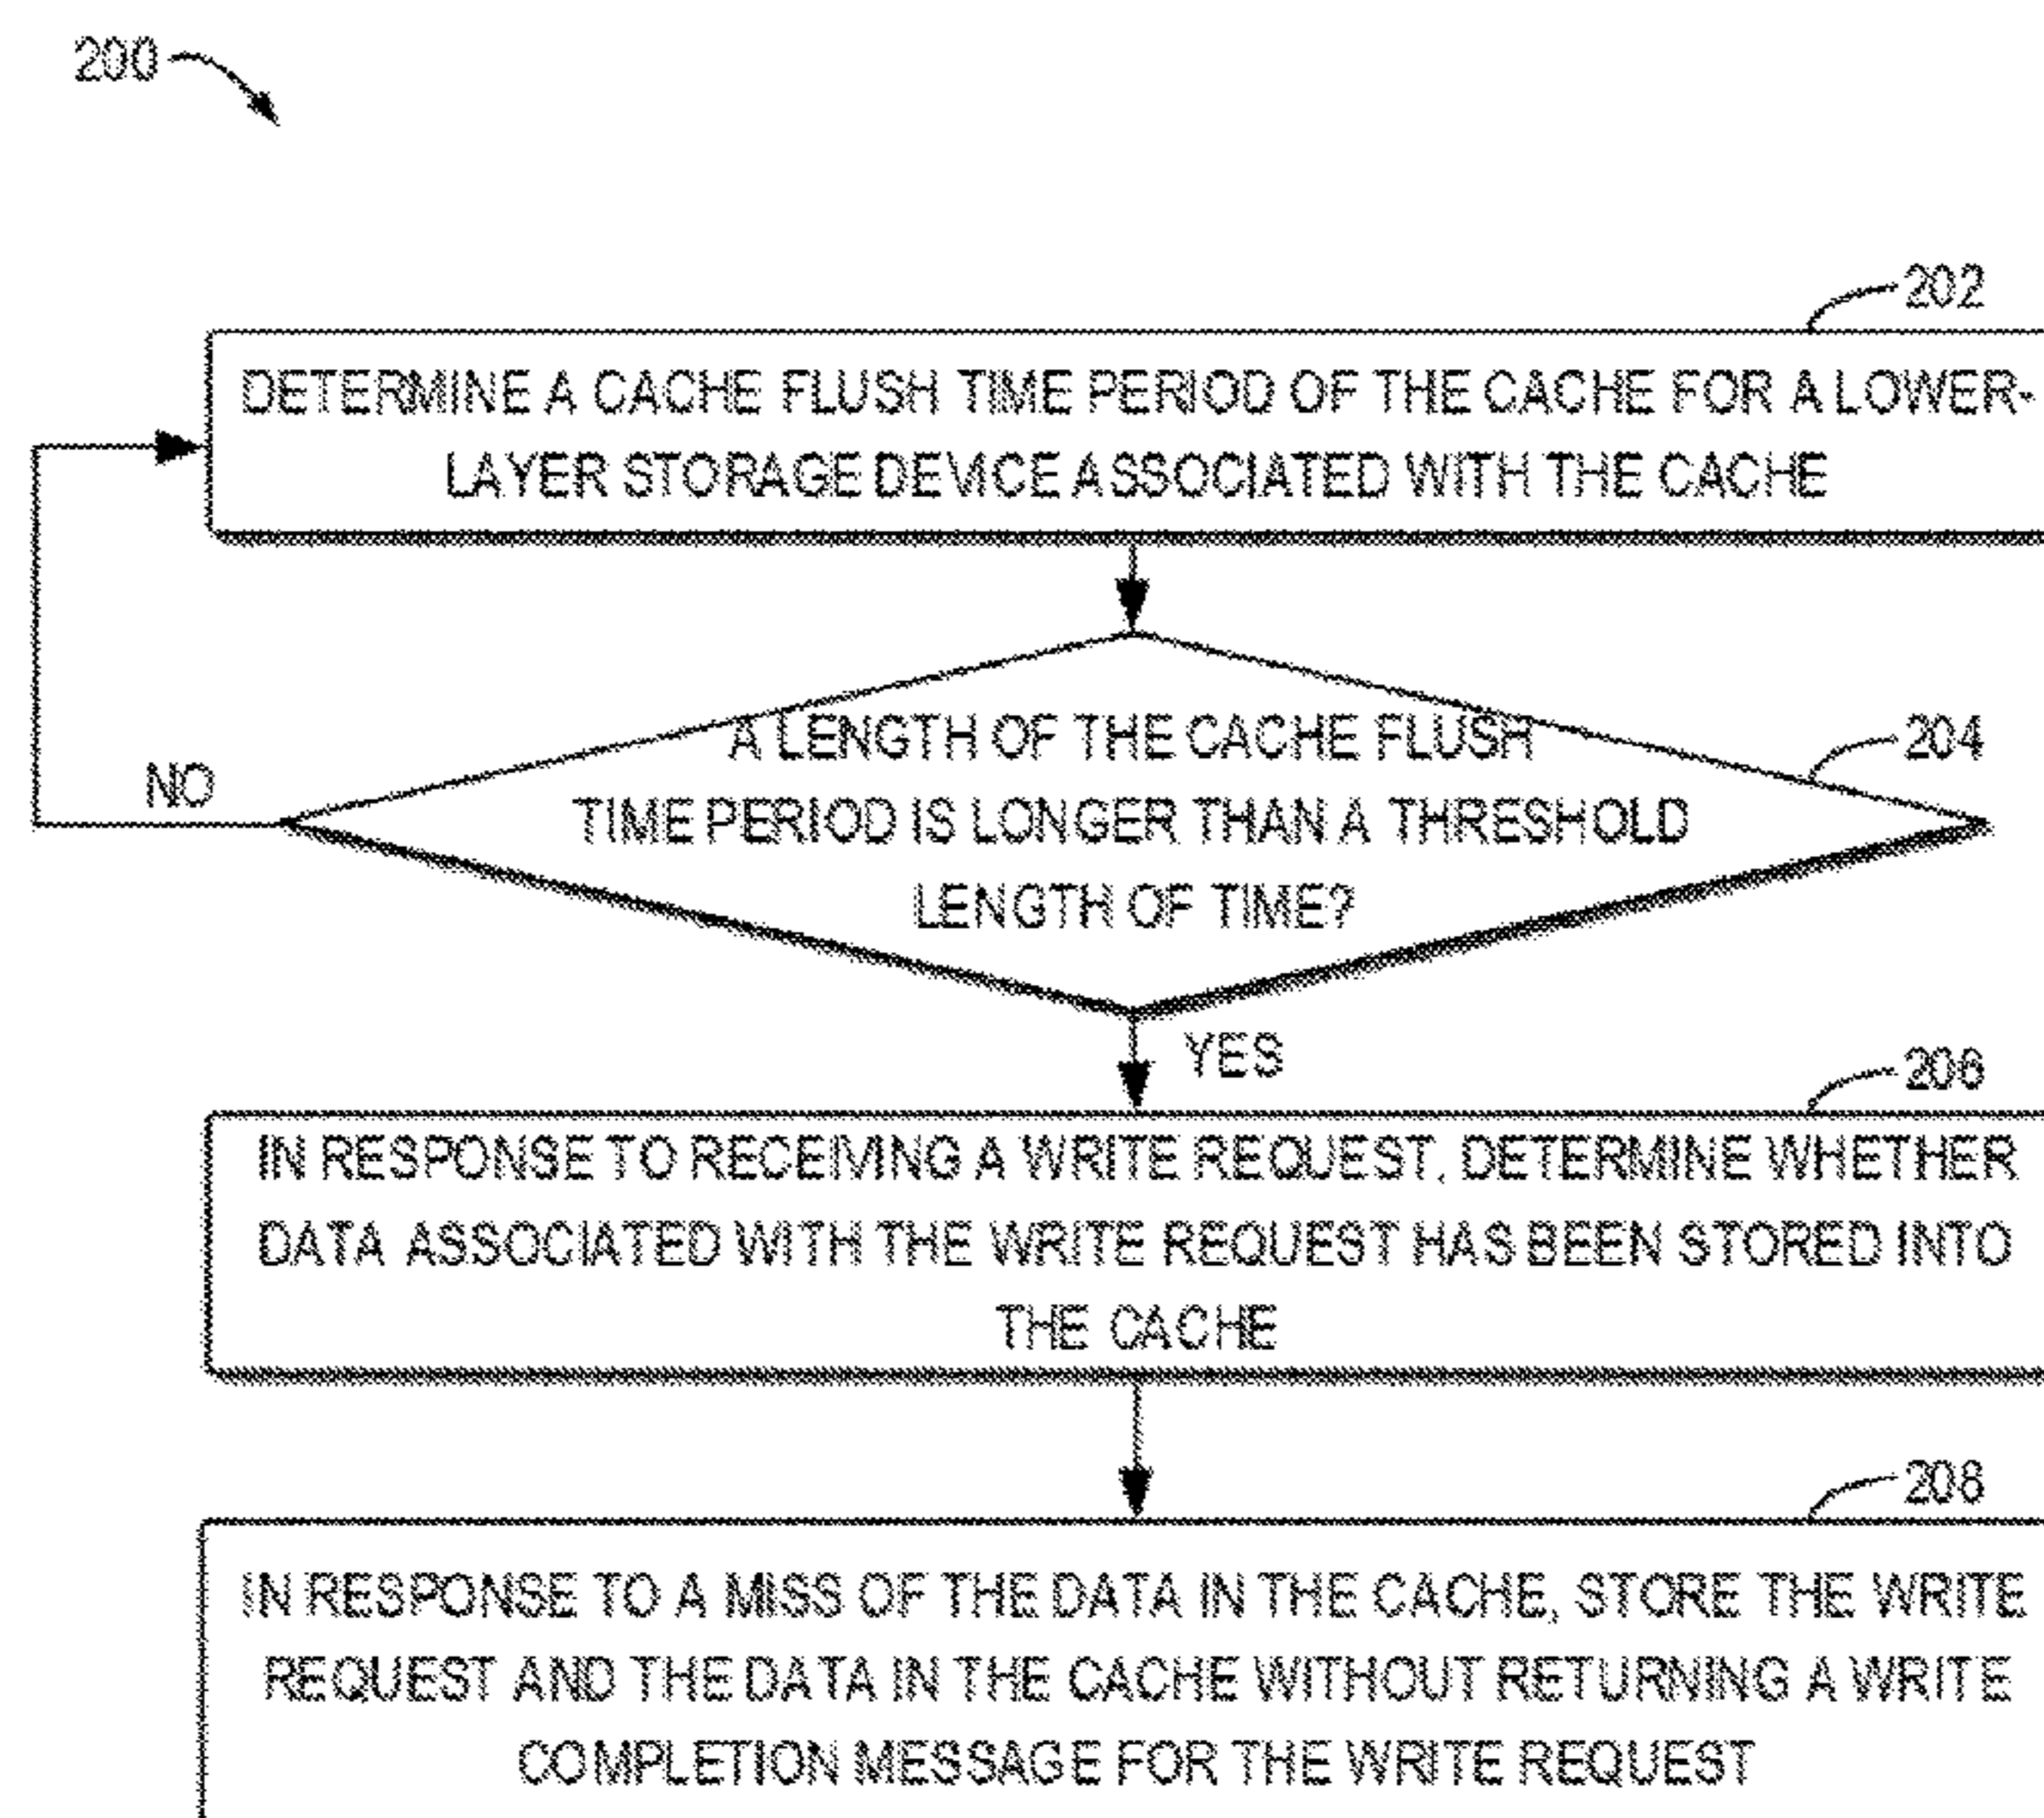 200
202
DETERMINE A CACHE FLUSH TIME PERIOD OF THE CACHE FOR A LOWER-
LAYER STORAGE DEVICE ASSOCIATED WITH THE CACHE
A LENGTH OF THE CACHE FLUSH
204
NO
TIME PERIOD IS LONGER THAN A THRESHOLD
LENGTH OF TIME?
YES
206
IN RESPONSE TO RECEIVING A WRITE REQUEST, DETERMINE WHETHER
DATA ASSOCIATED WITH THE WRITE REQUEST HAS BEEN STORED INTO
THE CACHE
208
IN RESPONSE TO A MISS OF THE DATA IN THE CACHE, STORE THE WRITE
REQUEST AND THE DATA IN THE CACHE WITHOUT RETURNING A WRITE
COMPLETION MESSAGE FOR THE WRITE REQUEST